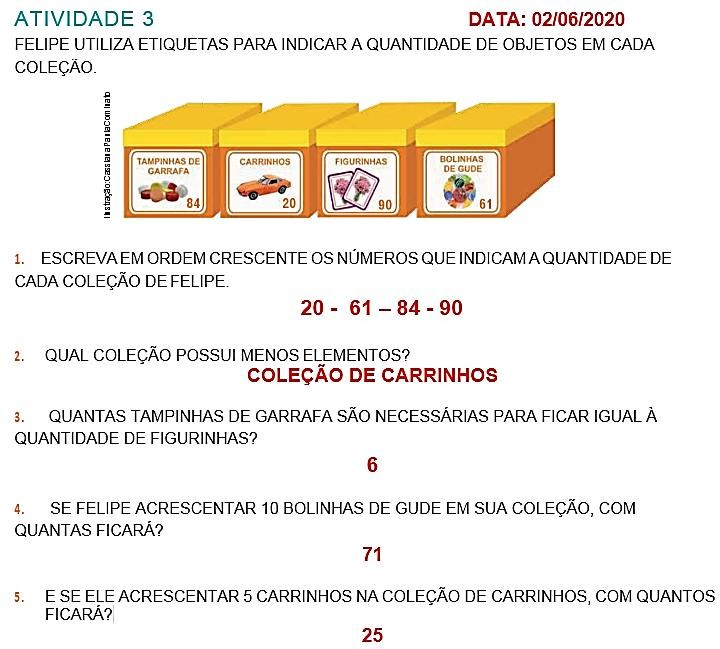 ATIVIDADE 3 DATA: 02/06/2020
FELIPE UTILIZA ETIQUETAS PARA INDICAR A QUANTIDADE DE OBJETOS EM CADA
COLEÇÃO.
Ilustração: Cassiana Paula Cominato
TAMPINHAS DE
GARRAFA
84
CARRINHOS
20
FIGURINHAS
90
BOLINHAS
DE GUDE
61
1. ESCREVA EM ORDEM CRESCENTE OS NÚMEROS QUE INDICAM A QUANTIDADE DE
CADA COLEÇÃO DE FELIPE.
20 - 61 – 84 - 90
2. QUAL COLEÇÃO POSSUI MENOS ELEMENTOS?
COLEÇÃO DE CARRINHOS
3. QUANTAS TAMPINHAS DE GARRAFA SÃO NECESSÁRIAS PARA FICAR IGUAL À
QUANTIDADE DE FIGURINHAS?
6
4. SE FELIPE ACRESCENTAR 10 BOLINHAS DE GUDE EM SUA COLEÇÃO, COM
QUANTAS FICARÁ?
71
5. E SE ELE ACRESCENTAR 5 CARRINHOS NA COLEÇÃO DE CARRINHOS, COM QUANTOS
FICARÁ?
25